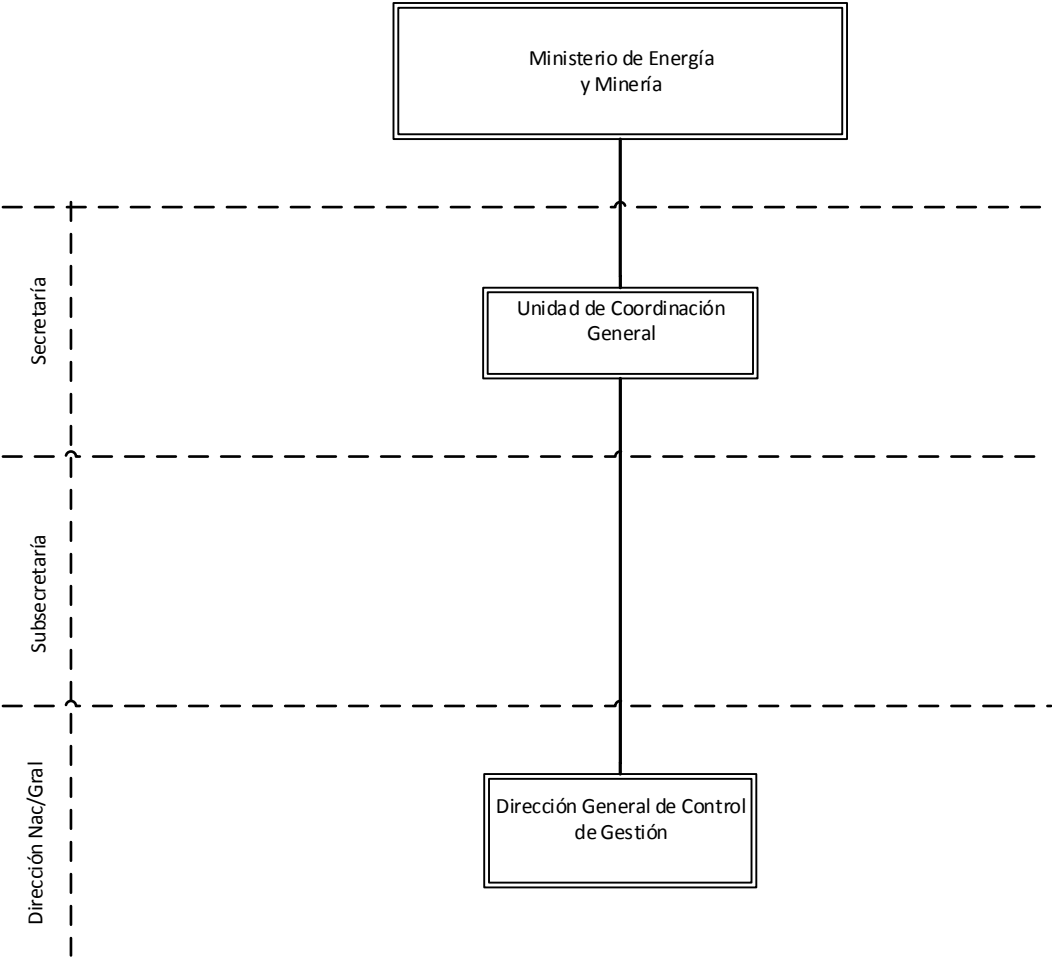 Ministerio de Energía
y Minería
Secretaría
Unidad de Coordinación
General
Subsecretaría
Dirección Nac/Gral
Dirección General de Control
de Gestión